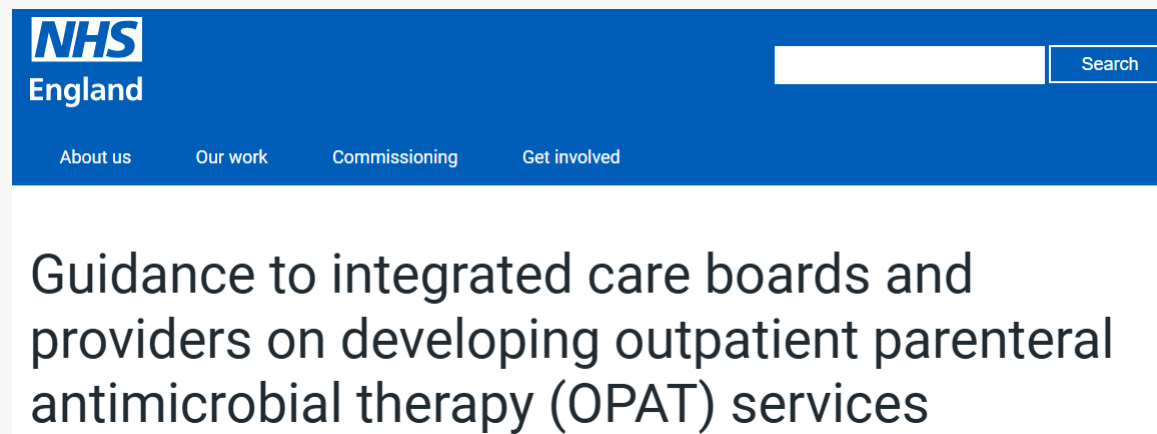 NHS
England
Search
About us Our work Commissioning Get involved
Guidance to integrated care boards and
providers on developing outpatient parenteral
antimicrobial therapy (OPAT) services